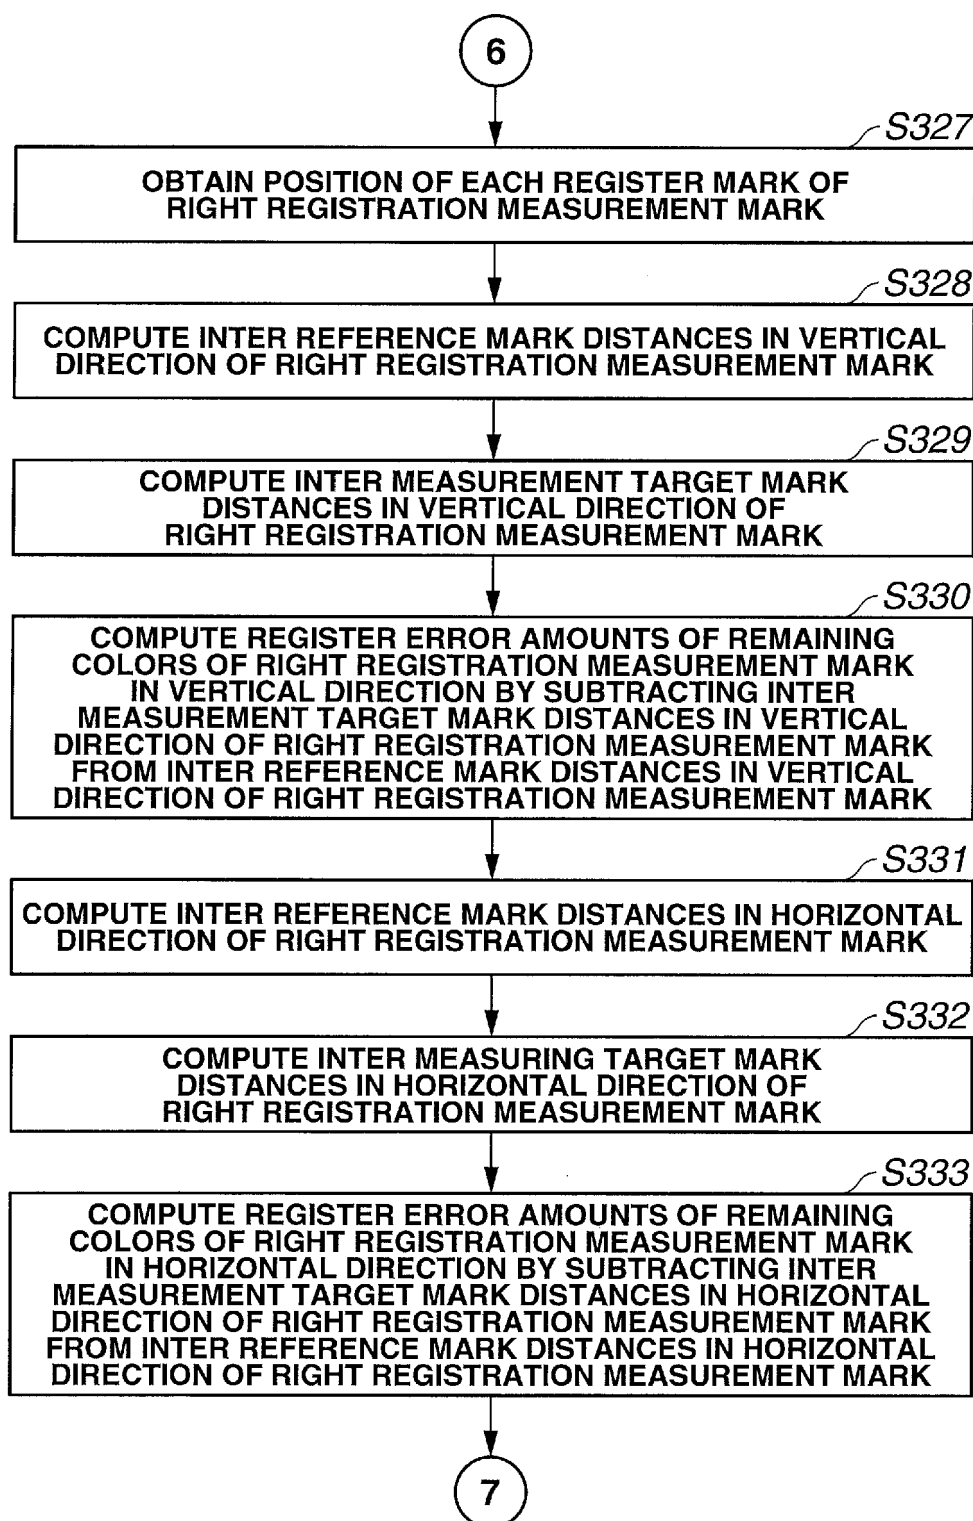 6
S327
OBTAIN POSITION OF EACH REGISTER MARK OF
RIGHT REGISTRATION MEASUREMENT MARK
S328
COMPUTE INTER REFERENCE MARK DISTANCES IN VERTICAL
DIRECTION OF RIGHT REGISTRATION MEASUREMENT MARK
S329
COMPUTE INTER MEASUREMENT TARGET MARK
DISTANCES IN VERTICAL DIRECTION OF
RIGHT REGISTRATION MEASUREMENT MARK
S330
COMPUTE REGISTER ERROR AMOUNTS OF REMAINING
COLORS OF RIGHT REGISTRATION MEASUREMENT MARK
IN VERTICAL DIRECTION BY SUBTRACTING INTER
MEASUREMENT TARGET MARK DISTANCES IN VERTICAL
DIRECTION OF RIGHT REGISTRATION MEASUREMENT MARK
FROM INTER REFERENCE MARK DISTANCES IN VERTICAL
DIRECTION OF RIGHT REGISTRATION MEASUREMENT MARK
S331
COMPUTE INTER REFERENCE MARK DISTANCES IN HORIZONTAL
DIRECTION OF RIGHT REGISTRATION MEASUREMENT MARK
S332
COMPUTE INTER MEASURING TARGET MARK
DISTANCES IN HORIZONTAL DIRECTION OF
RIGHT REGISTRATION MEASUREMENT MARK
S333
COMPUTE REGISTER ERROR AMOUNTS OF REMAINING
COLORS OF RIGHT REGISTRATION MEASUREMENT MARK
IN HORIZONTAL DIRECTION BY SUBTRACTING INTER
MEASUREMENT TARGET MARK DISTANCES IN HORIZONTAL
DIRECTION OF RIGHT REGISTRATION MEASUREMENT MARK
FROM INTER REFERENCE MARK DISTANCES IN HORIZONTAL
DIRECTION OF RIGHT REGISTRATION MEASUREMENT MARK
7